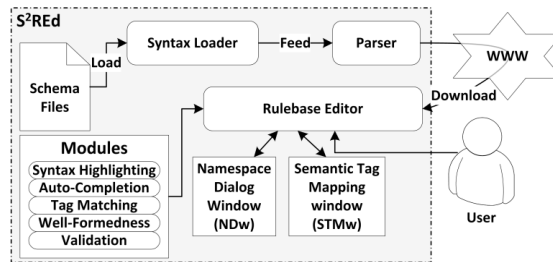 S²REd
Syntax Loader
Feed
Parser
WWW
Load
Schema
Files
Download
Rulebase Editor
Modules
Syntax Highlighting
Auto-Completion
Tag Matching
Well-Formedness
Validation
Namespace
Dialog
Window
(NDw)
Semantic Tag
Mapping
window
(STMw)
User